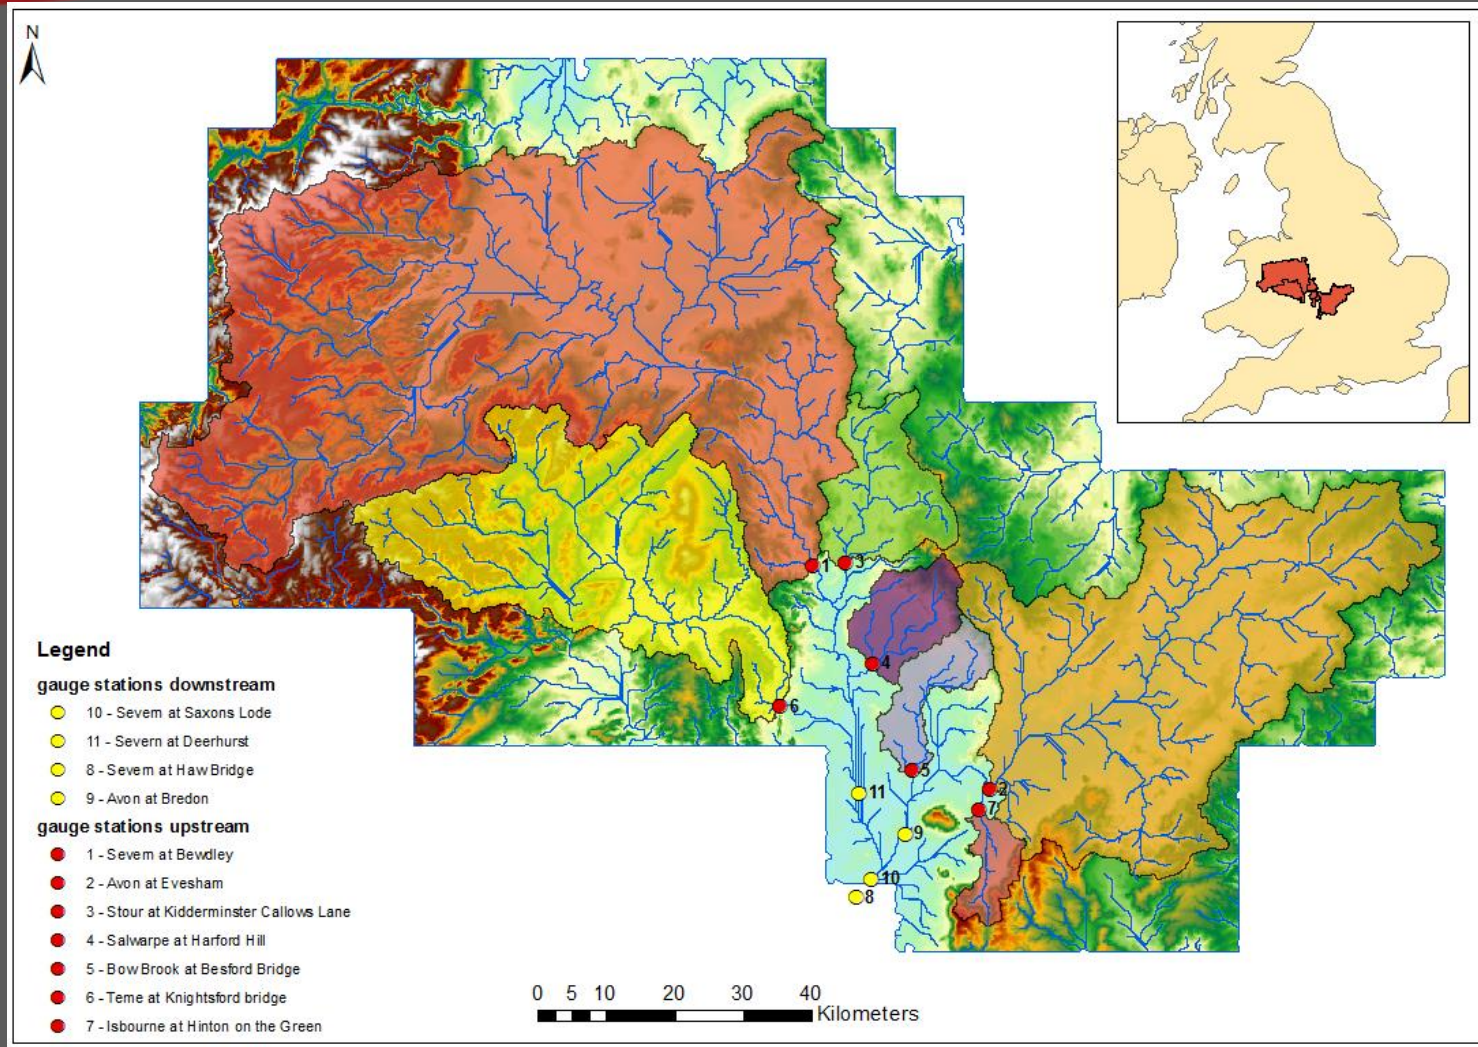 N
1
3
4
6
5
2
7
11
9
10
8
Legend
gauge stations downstream
10 - Severn at Saxons Lode
11 - Severn at Deerhurst
8 - Severn at Haw Bridge
9 - Avon at Bredon
gauge stations upstream
1 - Severn at Bewdley
2 - Avon at Evesham
3 - Stour at Kidderminster Callows Lane
4 - Salwarpe at Harford Hill
5 - Bow Brook at Besford Bridge
6 - Teme at Knightsford bridge
7 - Isbourne at Hinton on the Green
0 5 10 20 30 40
Kilometers